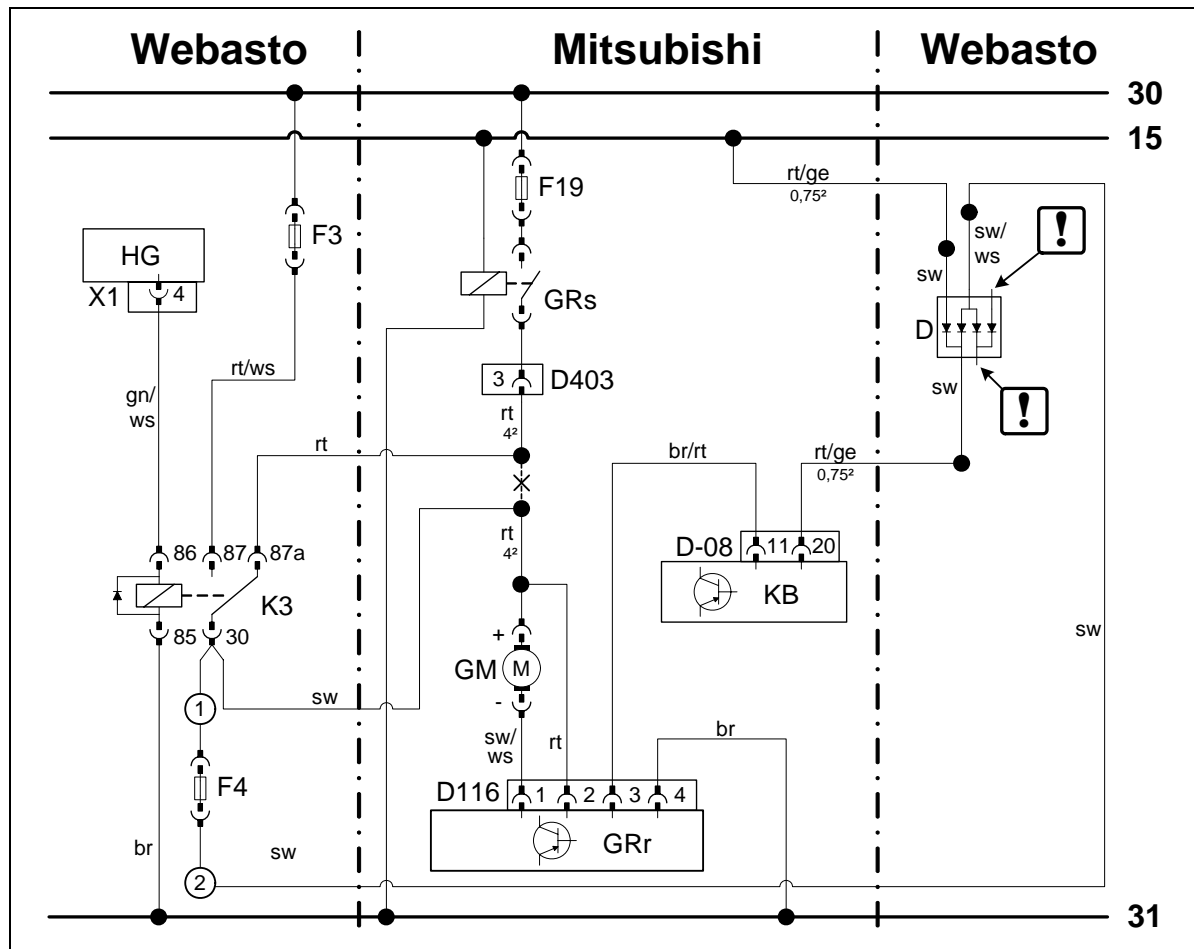 Webasto Mitsubishi Webasto
30
15
rt/ge
0,75²
F19
F3
sw/
ws
!
HG
X1 4
sw
GRs
D
rt/ws
3 D403
sw
!
gn/
ws
rt
4²
rt
br/rt
rt/ge
0,75²
rt
4²
86 87 87a
D-08 11 20
K3
KB
85 30
+
GM M
-
sw
1
sw
sw/
ws
rt
br
F4
D116 1 2 3 4
GRr
br
sw
2
31